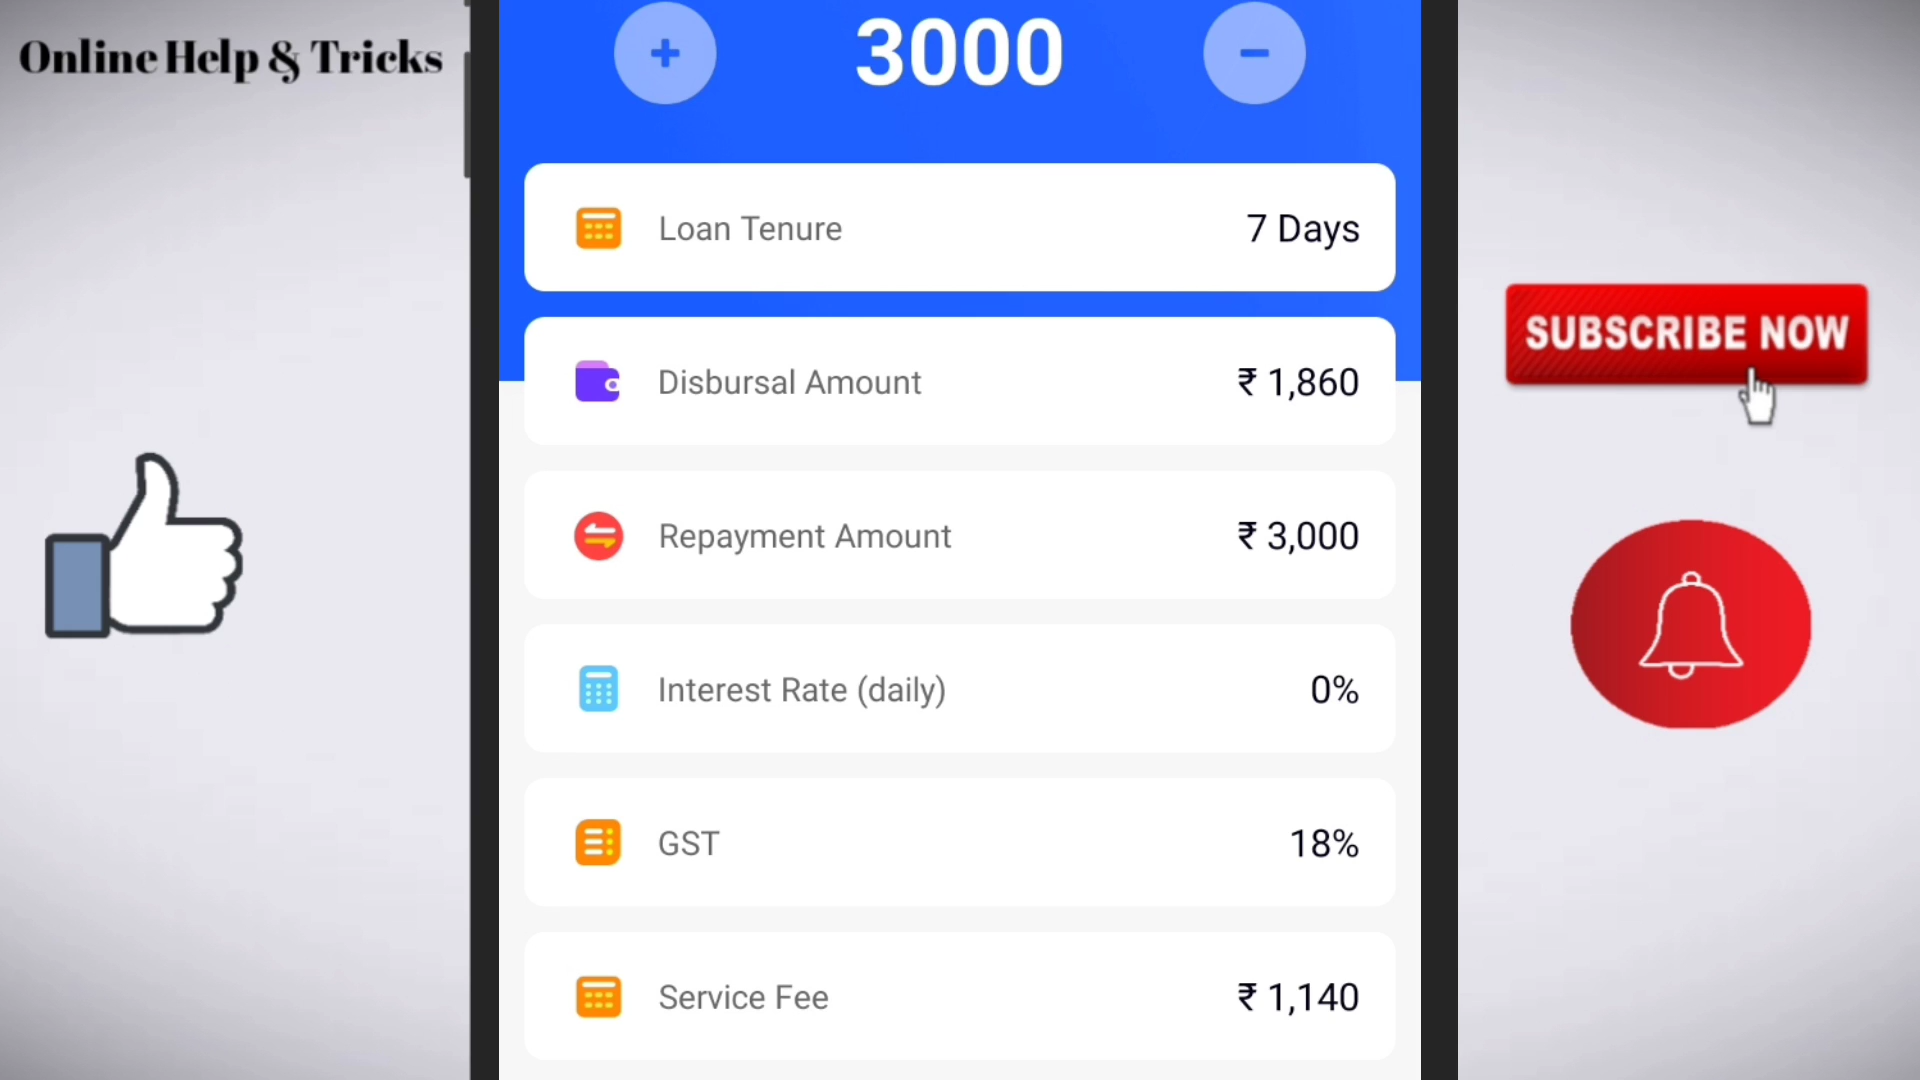 Online Help & Tricks
+ 3000 −
Loan Tenure 7 Days
Disbursal Amount ₹ 1,860
SUBSCRIBE NOW
Repayment Amount ₹ 3,000
Interest Rate (daily) 0%
GST 18%
Service Fee ₹ 1,140